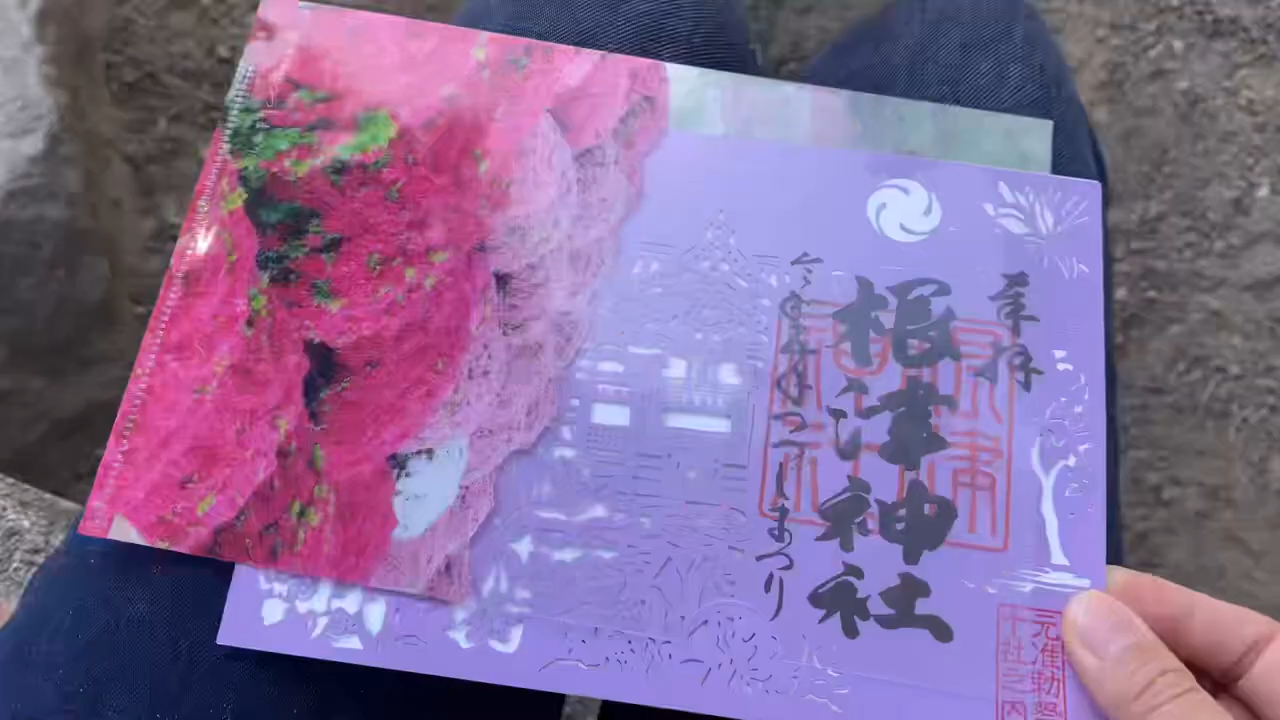 奉拝
根津神社
つつじまつり
元准勅祭
十社之内